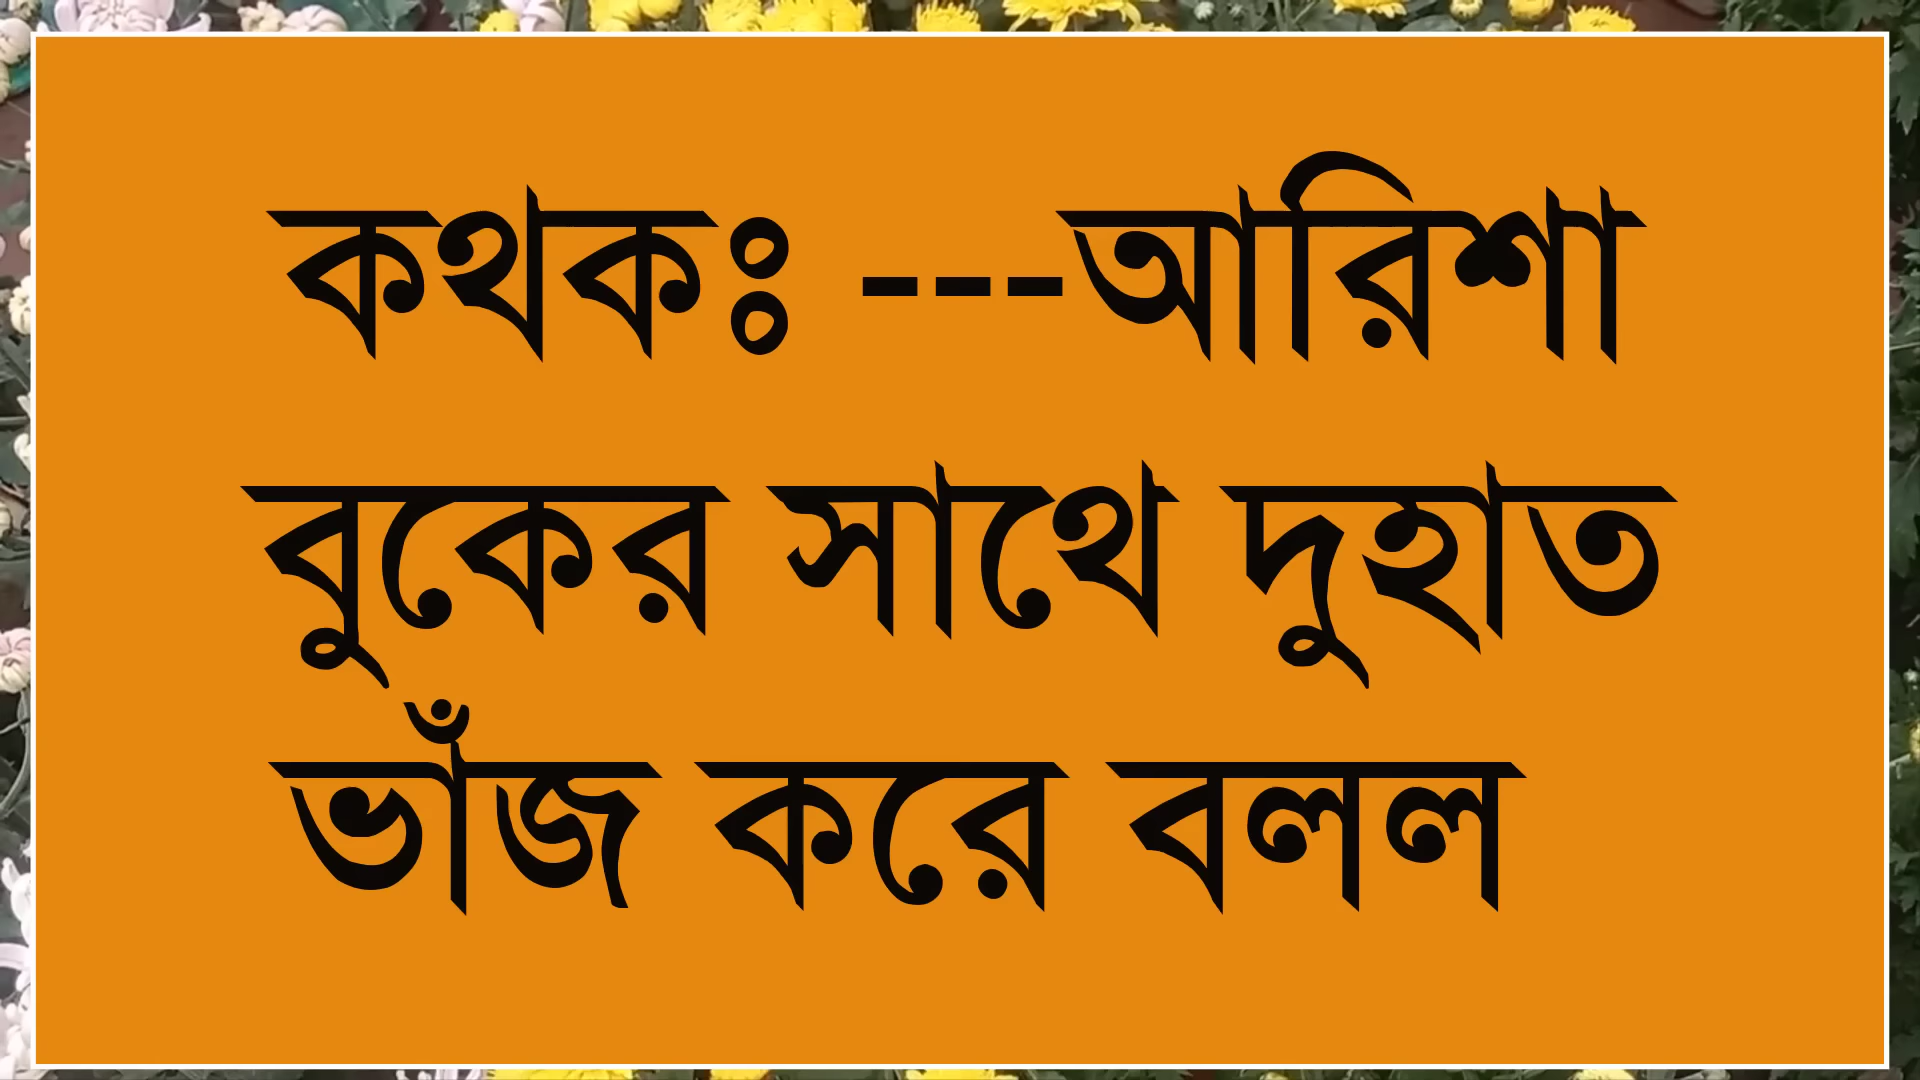 কথকঃ ---আরিশা
বুকের সাথে দুহাত
ভাঁজ করে বলল